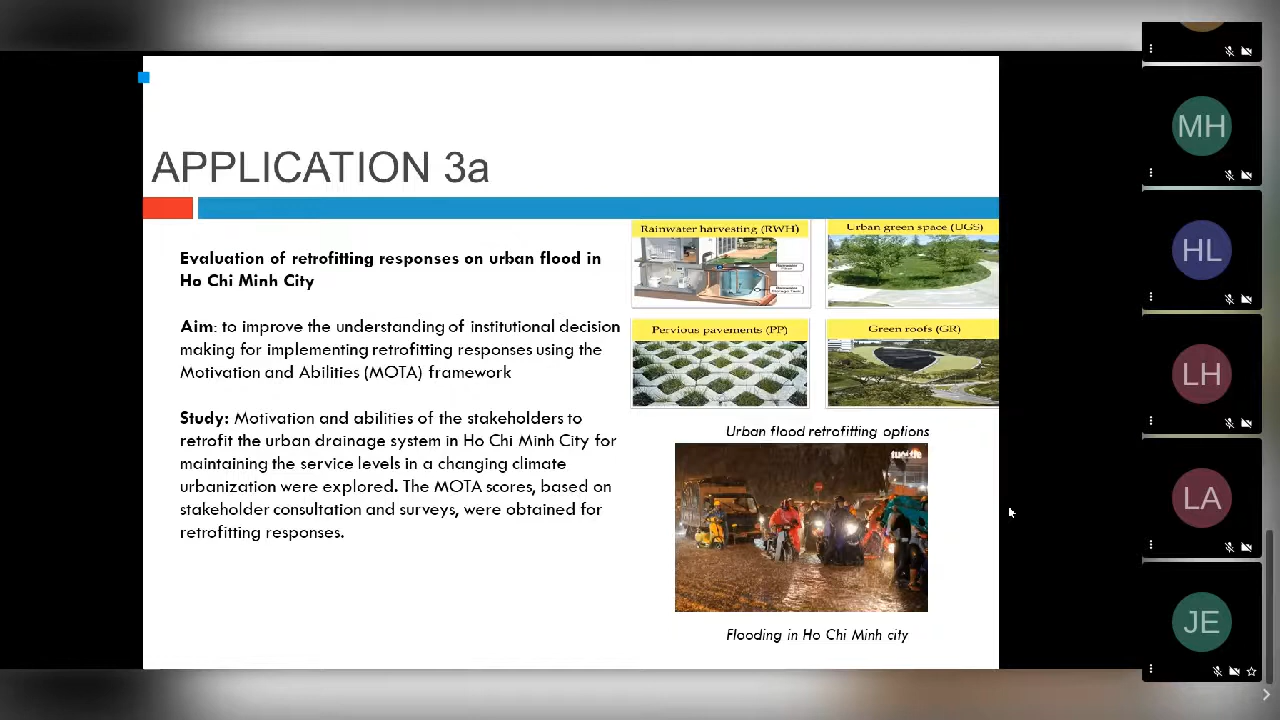 APPLICATION 3a
Evaluation of retrofitting responses on urban flood in
Ho Chi Minh City
Aim: to improve the understanding of institutional decision
making for implementing retrofitting responses using the
Motivation and Abilities (MOTA) framework
Study: Motivation and abilities of the stakeholders to
retrofit the urban drainage system in Ho Chi Minh City for
maintaining the service levels in a changing climate
urbanization were explored. The MOTA scores, based on
stakeholder consultation and surveys, were obtained for
retrofitting responses.
Rainwater harvesting (RWH)
Urban green space (UGS)
Pervious pavements (PP)
Green roofs (GR)
Urban flood retrofitting options
Flooding in Ho Chi Minh city
MH
HL
LH
LA
JE